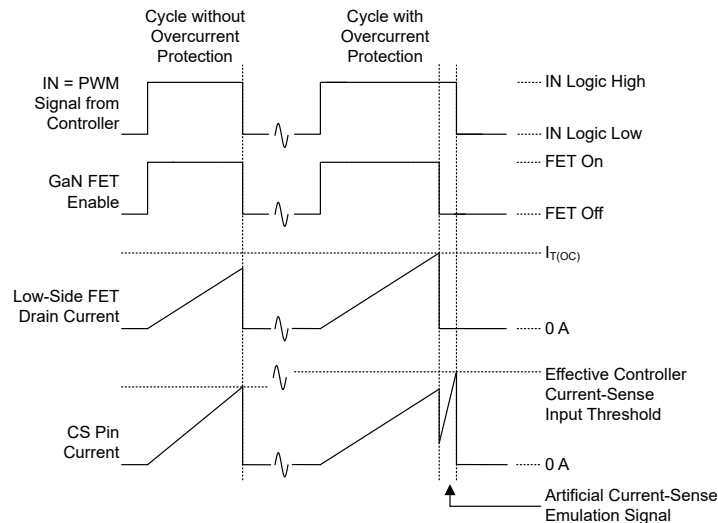 Cycle without
Overcurrent
Protection
Cycle with
Overcurrent
Protection
IN = PWM
Signal from
Controller
IN Logic High
IN Logic Low
GaN FET
Enable
FET On
FET Off
I_T(OC)
Low-Side FET
Drain Current
0 A
Effective Controller
Current-Sense
Input Threshold
CS Pin
Current
0 A
Artificial Current-Sense
Emulation Signal